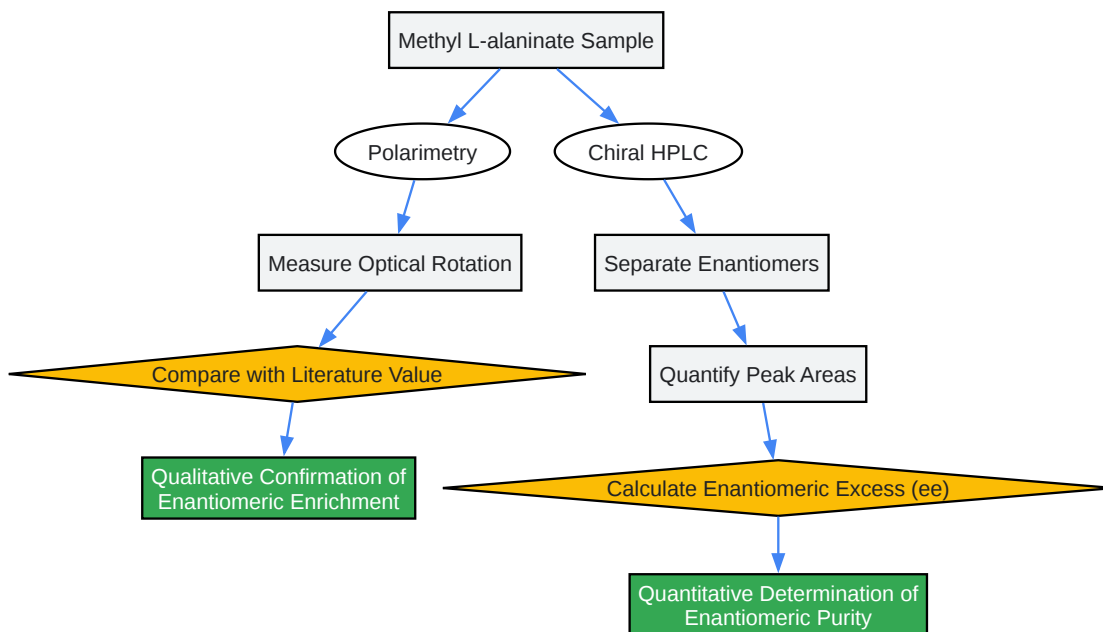 Methyl L-alaninate Sample
Polarimetry
Chiral HPLC
Measure Optical Rotation
Separate Enantiomers
Compare with Literature Value
Quantify Peak Areas
Qualitative Confirmation of
Enantiomeric Enrichment
Calculate Enantiomeric Excess (ee)
Quantitative Determination of
Enantiomeric Purity